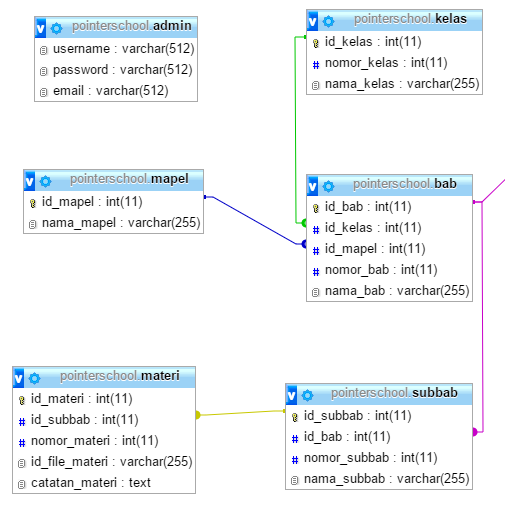 pointerschool.admin
username : varchar(512)
password : varchar(512)
email : varchar(512)
pointerschool.kelas
id_kelas : int(11)
nomor_kelas : int(11)
nama_kelas : varchar(255)
pointerschool.mapel
id_mapel : int(11)
nama_mapel : varchar(255)
pointerschool.bab
id_bab : int(11)
id_kelas : int(11)
id_mapel : int(11)
nomor_bab : int(11)
nama_bab : varchar(255)
pointerschool.materi
id_materi : int(11)
id_subbab : int(11)
nomor_materi : int(11)
id_file_materi : varchar(255)
catatan_materi : text
pointerschool.subbab
id_subbab : int(11)
id_bab : int(11)
nomor_subbab : int(11)
nama_subbab : varchar(255)